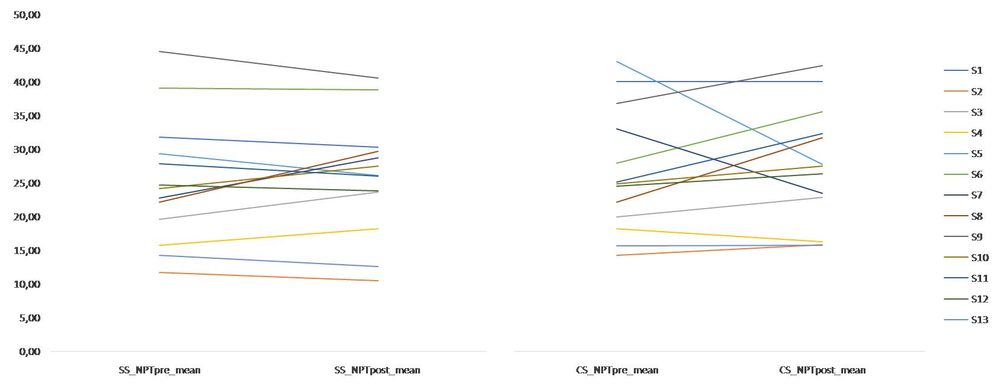 50,00
45,00
40,00
35,00
30,00
25,00
20,00
15,00
10,00
5,00
0,00
SS_NPTpre_mean SS_NPTpost_mean CS_NPTpre_mean CS_NPTpost_mean
S1
S2
S3
S4
S5
S6
S7
S8
S9
S10
S11
S12
S13